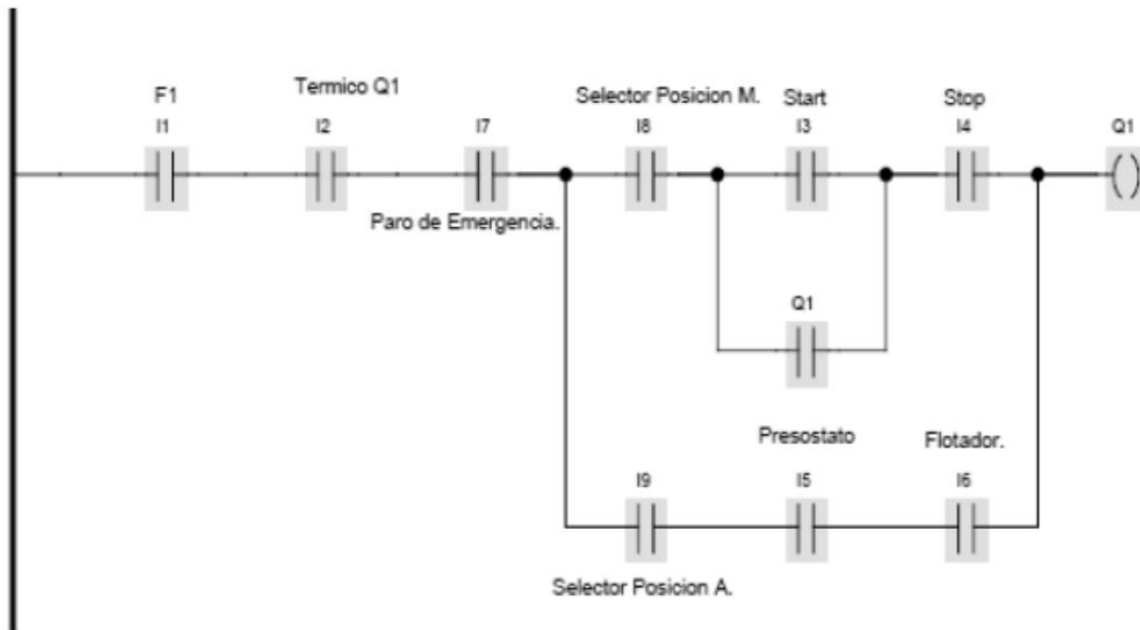 F1
Termico Q1
Selector Posicion M.
Start
Stop
I1
I2
I7
I8
I3
I4
Q1
Paro de Emergencia.
Q1
Presostato
Flotador.
I9
I5
I6
Selector Posicion A.